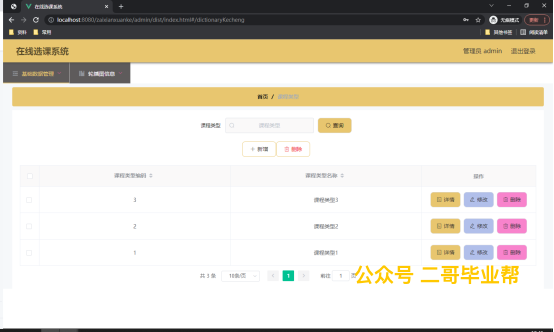 在线选课系统
localhost:8080/zaixianxuanke/admin/dist/index.html#/dictionaryKecheng
无痕模式
更新
资料
常用
其他书签
阅读清单
在线选课系统
管理员 admin
退出登录
基础数据管理
轮播图信息
首页 / 课程类型
课程类型
课程类型
查询
+ 新增
删除
课程类型编码
课程类型名称
操作
3
课程类型3
详情
修改
删除
2
课程类型2
详情
修改
删除
1
课程类型1
详情
修改
删除
共 3 条
10条/页
1
前往
1
页
公众号 二哥毕业帮